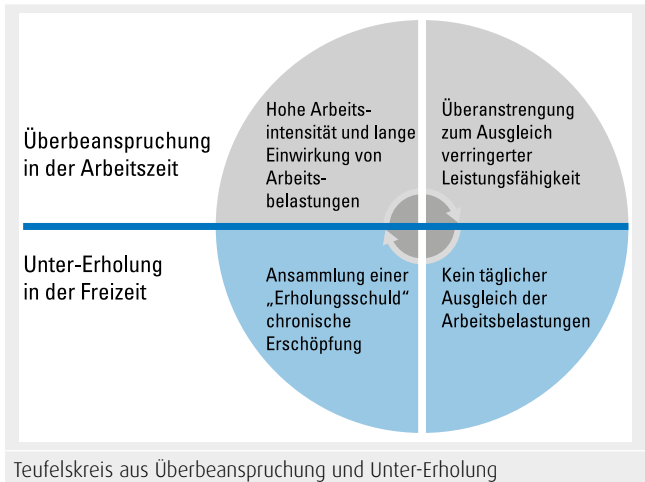 Überbeanspruchung
in der Arbeitszeit
Hohe Arbeits-
intensität und lange
Einwirkung von
Arbeits-
belastungen
Überanstrengung
zum Ausgleich
verringerter
Leistungsfähigkeit
Unter-Erholung
in der Freizeit
Ansammlung einer
„Erholungsschuld“
chronische
Erschöpfung
Kein täglicher
Ausgleich der
Arbeitsbelastungen
Teufelskreis aus Überbeanspruchung und Unter-Erholung